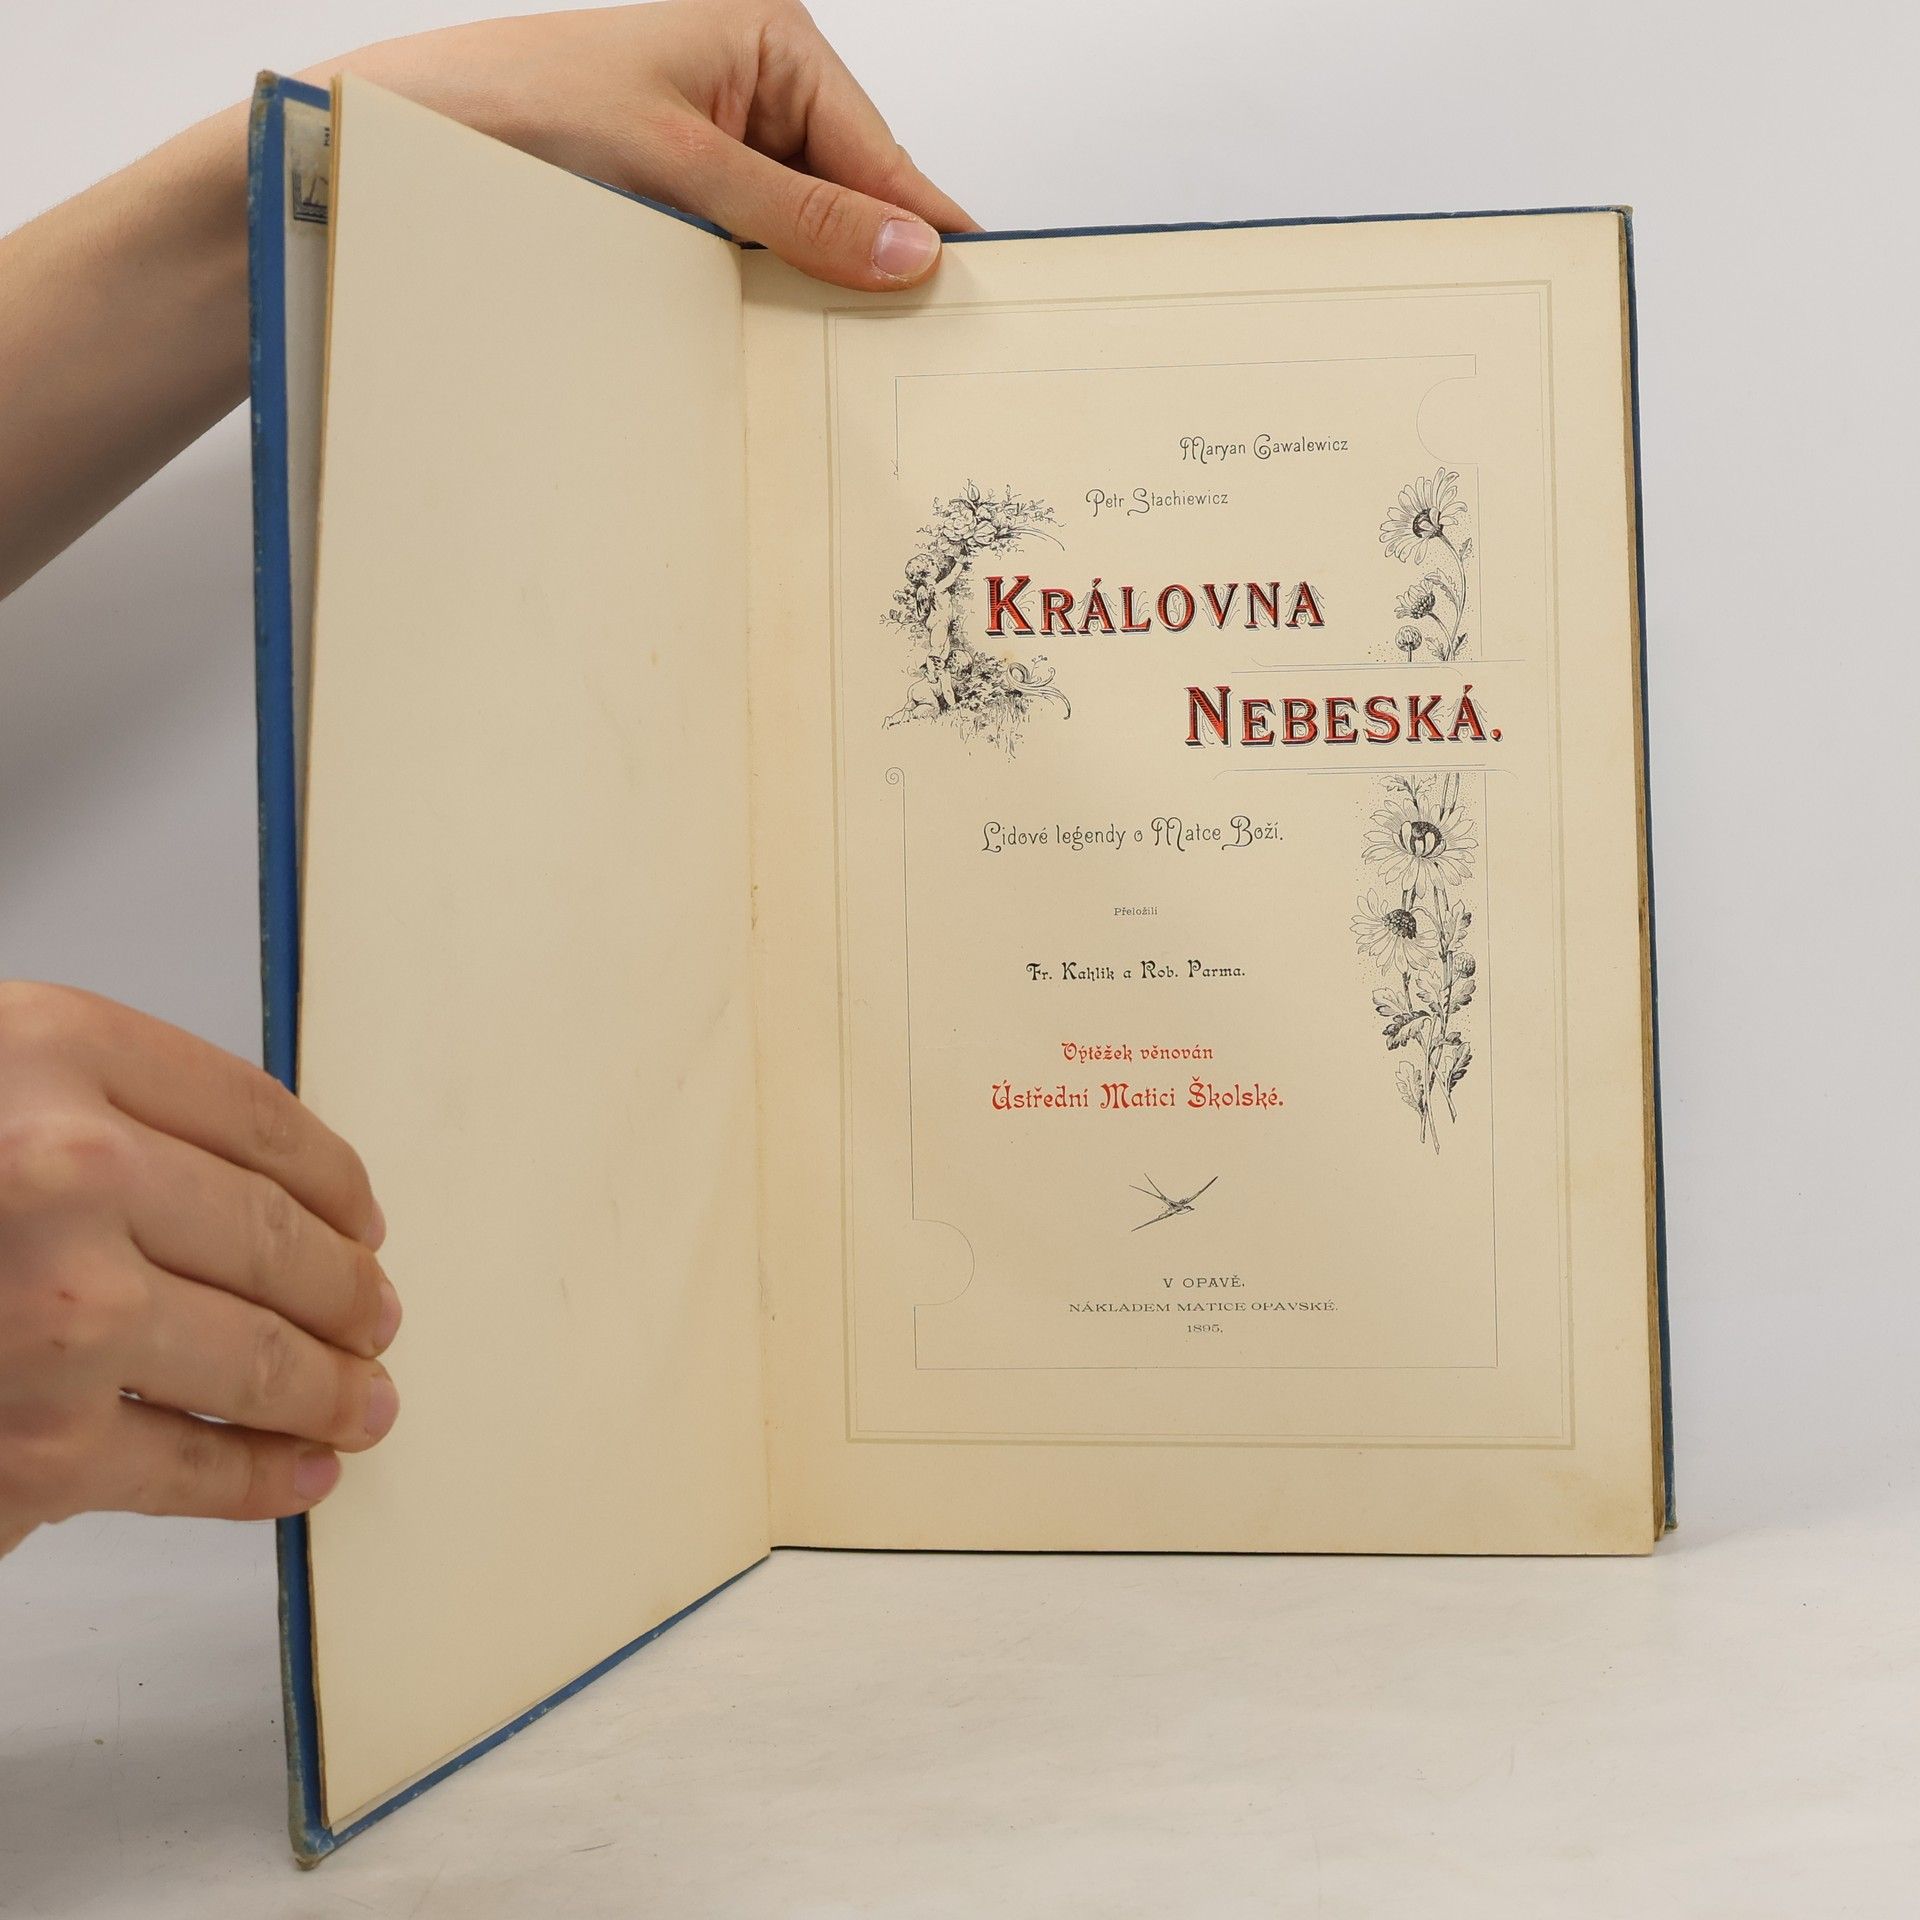 Maryan Gawalewicz
Petr Stachiewicz
KRÁLOVNA
NEBESKÁ.
Lidové legendy o Matce Boží.
Přeložili
Fr. Kahlik a Rob. Parma.
Výtěžek věnován
Ústřední Matici Školské.
V OPAVĚ,
NÁKLADEM MATICE OPAVSKÉ.
1895.